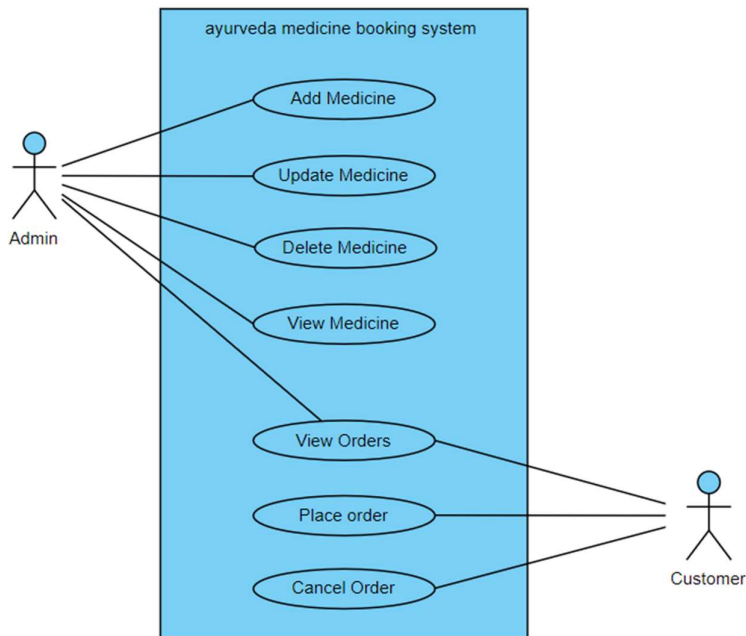 ayurveda medicine booking system
Add Medicine
Update Medicine
Admin
Delete Medicine
View Medicine
View Orders
Place order
Customer
Cancel Order